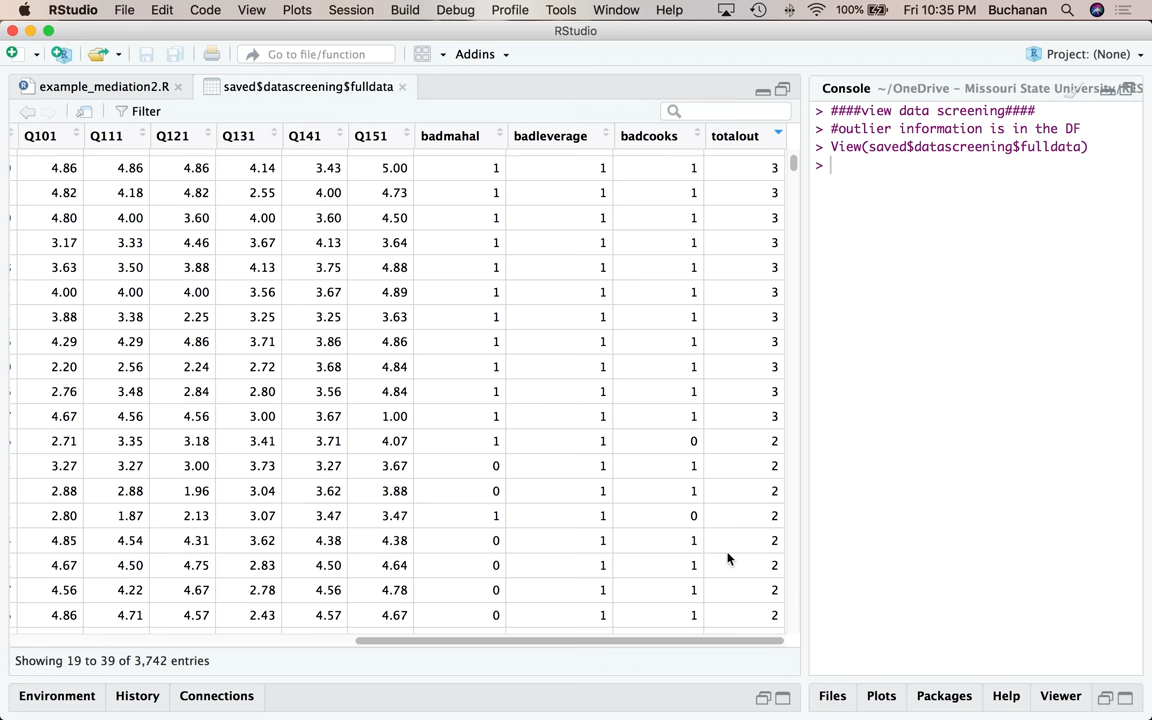 RStudio File Edit Code View Plots Session Build Debug Profile Tools Window Help 100% Fri 10:35 PM Buchanan
RStudio
Go to file/function Addins Project: (None)
example_mediation2.R saved$datascreening$fulldata
Filter
Q101 Q111 Q121 Q131 Q141 Q151 badmahal badleverage badcooks totalout
4.86 4.86 4.86 4.14 3.43 5.00 1 1 1 3
4.82 4.18 4.82 2.55 4.00 4.73 1 1 1 3
4.80 4.00 3.60 4.00 3.60 4.50 1 1 1 3
3.17 3.33 4.46 3.67 4.13 3.64 1 1 1 3
3.63 3.50 3.88 4.13 3.75 4.88 1 1 1 3
4.00 4.00 4.00 3.56 3.67 4.89 1 1 1 3
3.88 3.38 2.25 3.25 3.25 3.63 1 1 1 3
4.29 4.29 4.86 3.71 3.86 4.86 1 1 1 3
2.20 2.56 2.24 2.72 3.68 4.84 1 1 1 3
2.76 3.48 2.84 2.80 3.56 4.84 1 1 1 3
4.67 4.56 4.56 3.00 3.67 1.00 1 1 1 3
2.71 3.35 3.18 3.41 3.71 4.07 1 1 0 2
3.27 3.27 3.00 3.73 3.27 3.67 0 1 1 2
2.88 2.88 1.96 3.04 3.62 3.88 0 1 1 2
2.80 1.87 2.13 3.07 3.47 3.47 1 1 0 2
4.85 4.54 4.31 3.62 4.38 4.38 0 1 1 2
4.67 4.50 4.75 2.83 4.50 4.64 0 1 1 2
4.56 4.22 4.67 2.78 4.56 4.78 0 1 1 2
4.86 4.71 4.57 2.43 4.57 4.67 0 1 1 2
Showing 19 to 39 of 3,742 entries
Environment History Connections
Console ~/OneDrive – Missouri State University/
> ####view data screening####
> #outlier information is in the DF
> View(saved$datascreening$fulldata)
>
Files Plots Packages Help Viewer